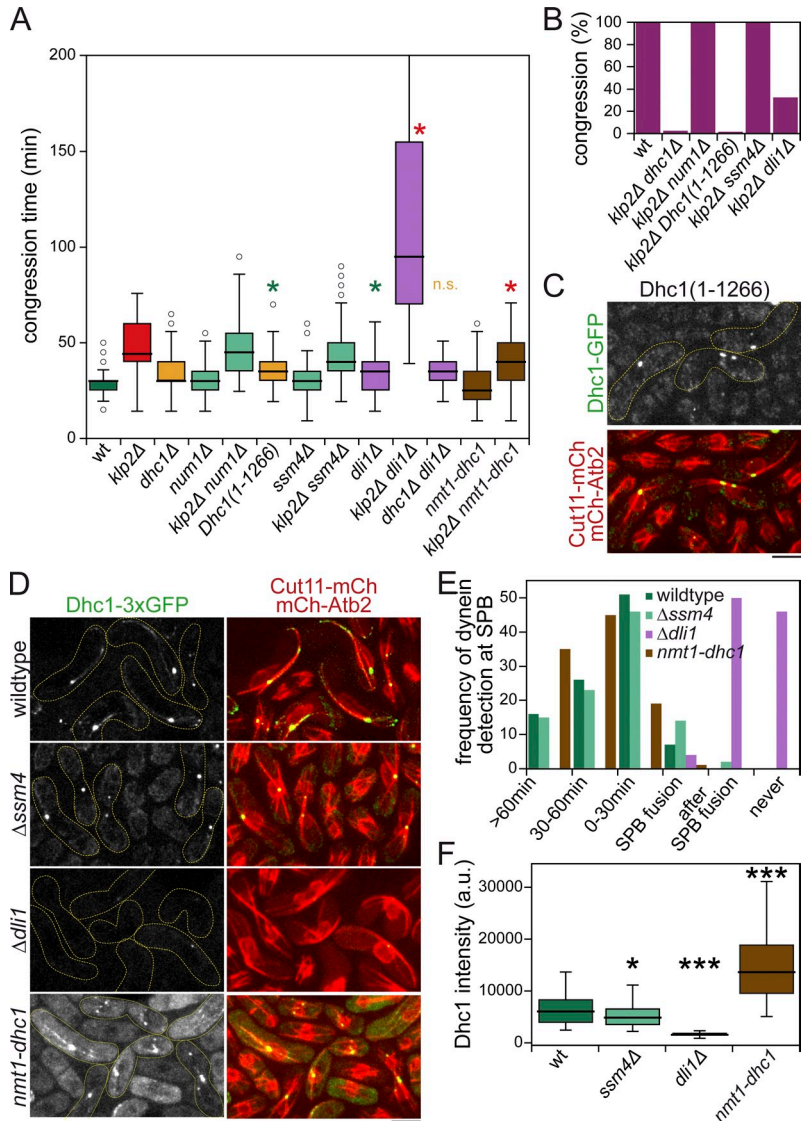 A
congression time (min)
200
150
100
50
0
*
*
*
n.s.
*
wt
klp2Δ
dhc1Δ
num1Δ
klp2Δ num1Δ
Dhc1(1-1266)
ssm4Δ
klp2Δ ssm4Δ
dli1Δ
klp2Δ dli1Δ
dhc1Δ dli1Δ
nmt1-dhc1
klp2Δ nmt1-dhc1
B
congression (%)
100
80
60
40
20
0
wt
klp2Δ dhc1Δ
klp2Δ num1Δ
klp2Δ Dhc1(1-1266)
klp2Δ ssm4Δ
klp2Δ dli1Δ
C
Dhc1(1-1266)
Dhc1-GFP
Cut11-mCh
mCh-Atb2
D
Dhc1-3xGFP
Cut11-mCh
mCh-Atb2
wildtype
Δssm4
Δdli1
nmt1-dhc1
E
frequency of dynein
detection at SPB
50
40
30
20
10
0
wildtype
Δssm4
Δdli1
nmt1-dhc1
>60min
30-60min
0-30min
SPB fusion
after
SPB fusion
never
F
Dhc1 intensity (a.u.)
30000
20000
10000
0
*
***
***
wt
ssm4Δ
dli1Δ
nmt1-dhc1